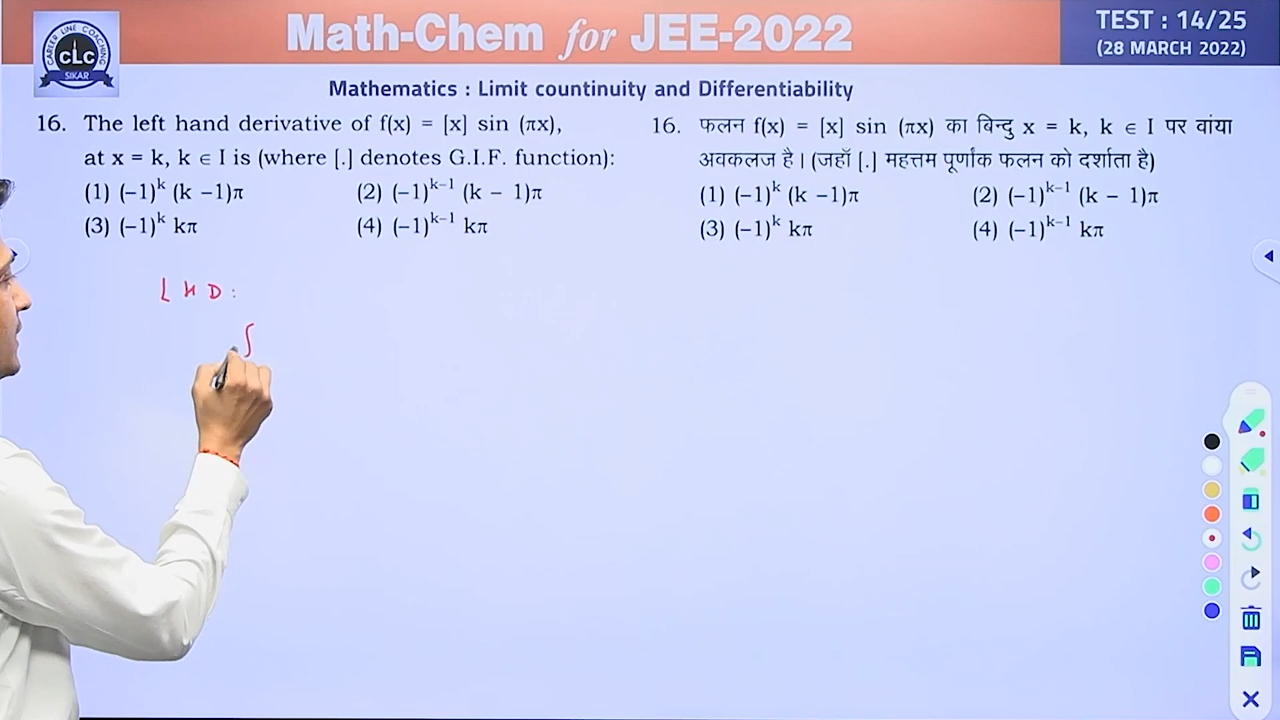 CAREER LINE COACHING
CLC
SIKAR
Math-Chem for JEE-2022
TEST : 14/25
(28 MARCH 2022)
Mathematics : Limit countinuity and Differentiability
16. The left hand derivative of f(x) = [x] sin (πx),
at x = k, k ∈ I is (where [.] denotes G.I.F. function):
(1) (−1)^k (k −1)π (2) (−1)^k−1 (k − 1)π
(3) (−1)^k kπ (4) (−1)^k−1 kπ
16. फलन f(x) = [x] sin (πx) का बिन्दु x = k, k ∈ I पर वांया
अवकलज है। (जहॉ [.] महत्तम पूर्णांक फलन को दर्शाता है)
(1) (−1)^k (k −1)π (2) (−1)^k−1 (k − 1)π
(3) (−1)^k kπ (4) (−1)^k−1 kπ
L H D :